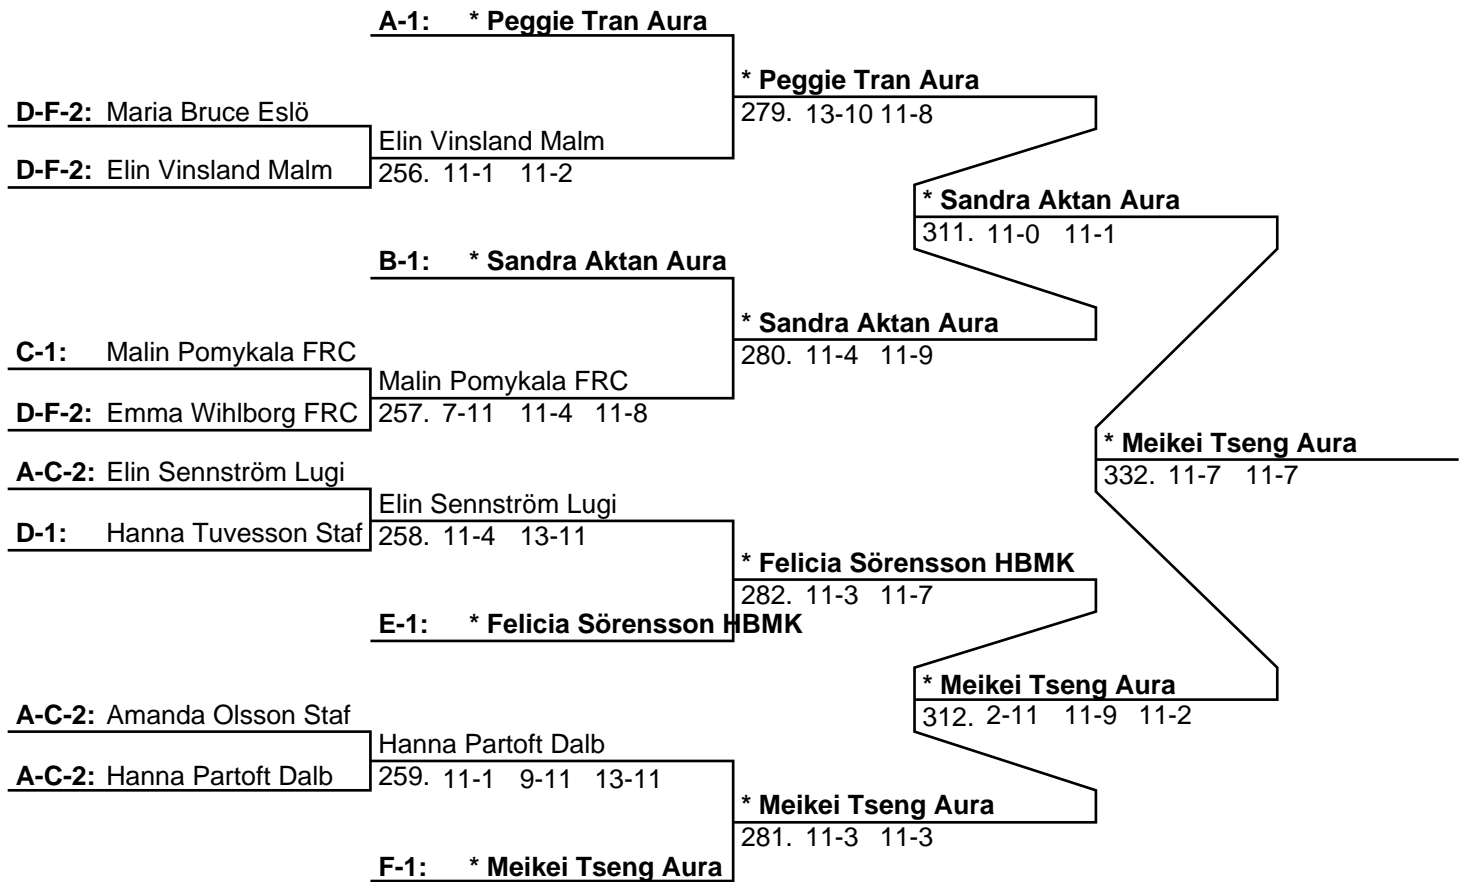 A-1: * Peggie Tran Aura
* Peggie Tran Aura
D-F-2: Maria Bruce Eslö
279. 13-10 11-8
Elin Vinsland Malm
D-F-2: Elin Vinsland Malm
256. 11-1 11-2
* Sandra Aktan Aura
311. 11-0 11-1
B-1: * Sandra Aktan Aura
* Sandra Aktan Aura
C-1: Malin Pomykala FRC
280. 11-4 11-9
Malin Pomykala FRC
D-F-2: Emma Wihlborg FRC
257. 7-11 11-4 11-8
* Meikei Tseng Aura
A-C-2: Elin Sennström Lugi
332. 11-7 11-7
Elin Sennström Lugi
D-1: Hanna Tuvesson Staf
258. 11-4 13-11
* Felicia Sörensson HBMK
282. 11-3 11-7
E-1: * Felicia Sörensson HBMK
* Meikei Tseng Aura
A-C-2: Amanda Olsson Staf
312. 2-11 11-9 11-2
Hanna Partoft Dalb
A-C-2: Hanna Partoft Dalb
259. 11-1 9-11 13-11
* Meikei Tseng Aura
281. 11-3 11-3
F-1: * Meikei Tseng Aura